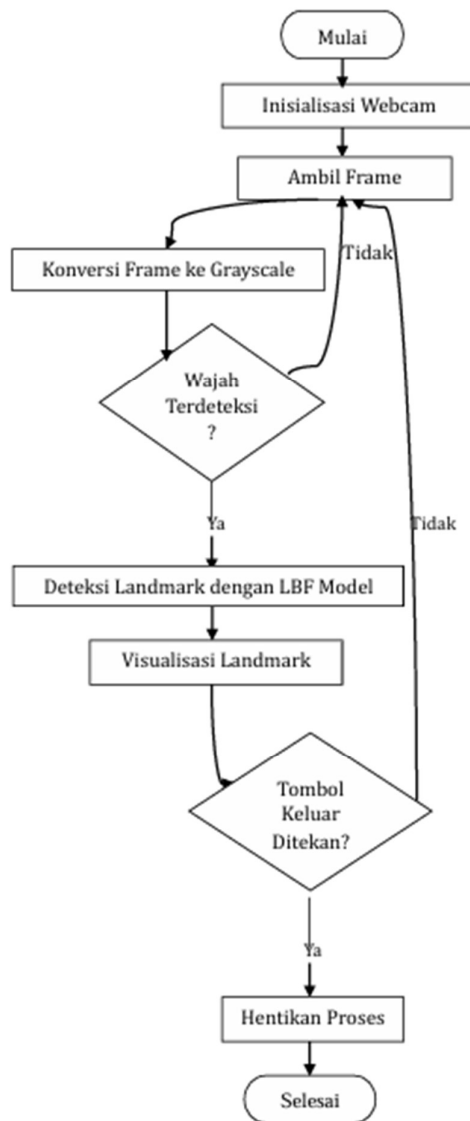 Mulai
Inisialisasi Webcam
Ambil Frame
Tidak
Konversi Frame ke Grayscale
Wajah
Terdeteksi
?
Ya
Tidak
Deteksi Landmark dengan LBF Model
Visualisasi Landmark
Tombol
Keluar
Ditekan?
Ya
Hentikan Proses
Selesai